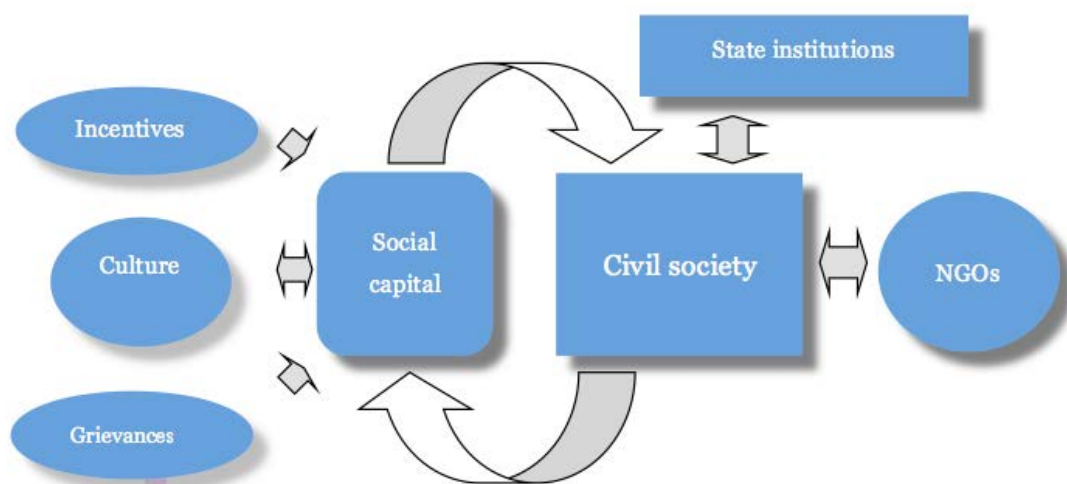 State institutions
Incentives
Culture
Social
capital
Civil society
NGOs
Grievances